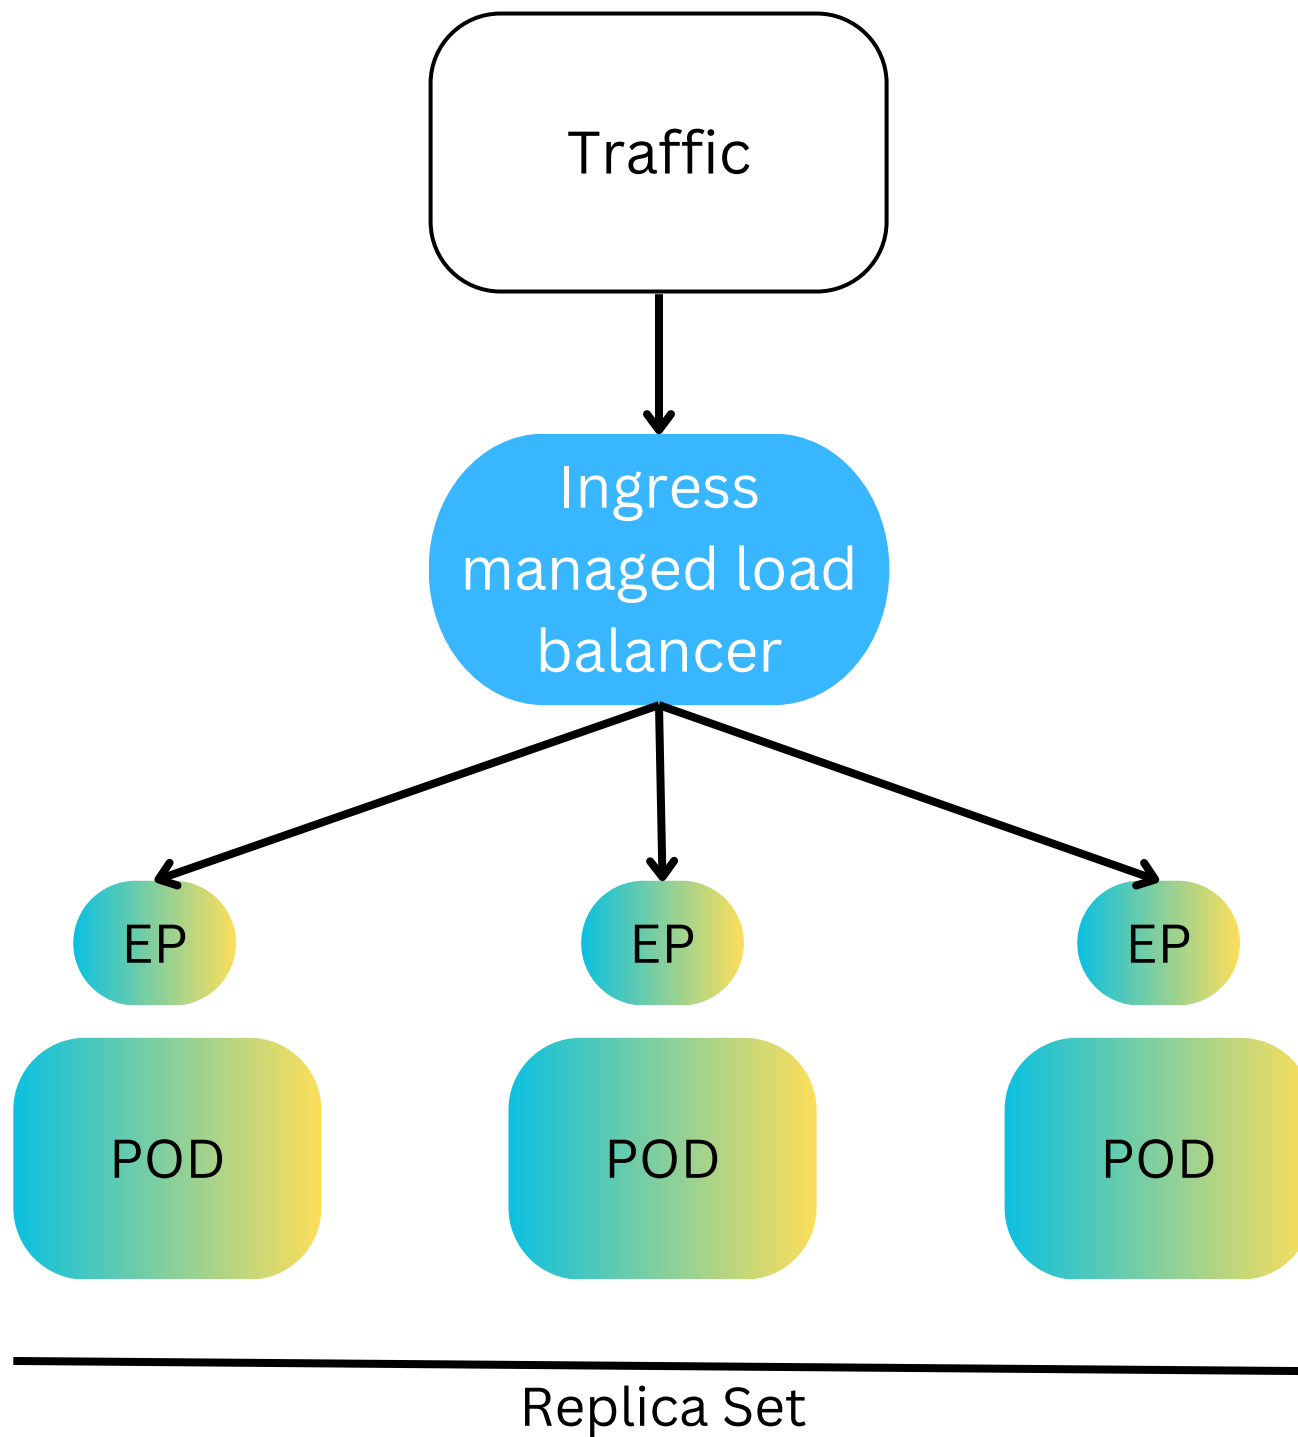 Traffic
Ingress
managed load
balancer
EP
EP
EP
POD
POD
POD
Replica Set